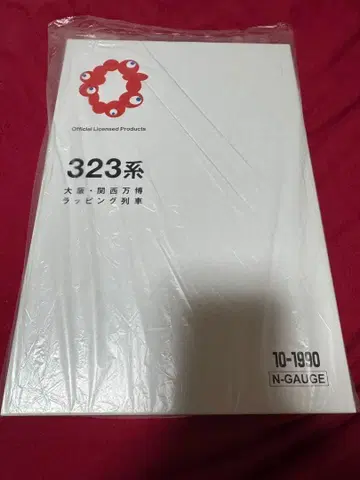 Official Licensed Products
323系
大阪・関西万博
ラッピング列車
10-1990
N-GAUGE